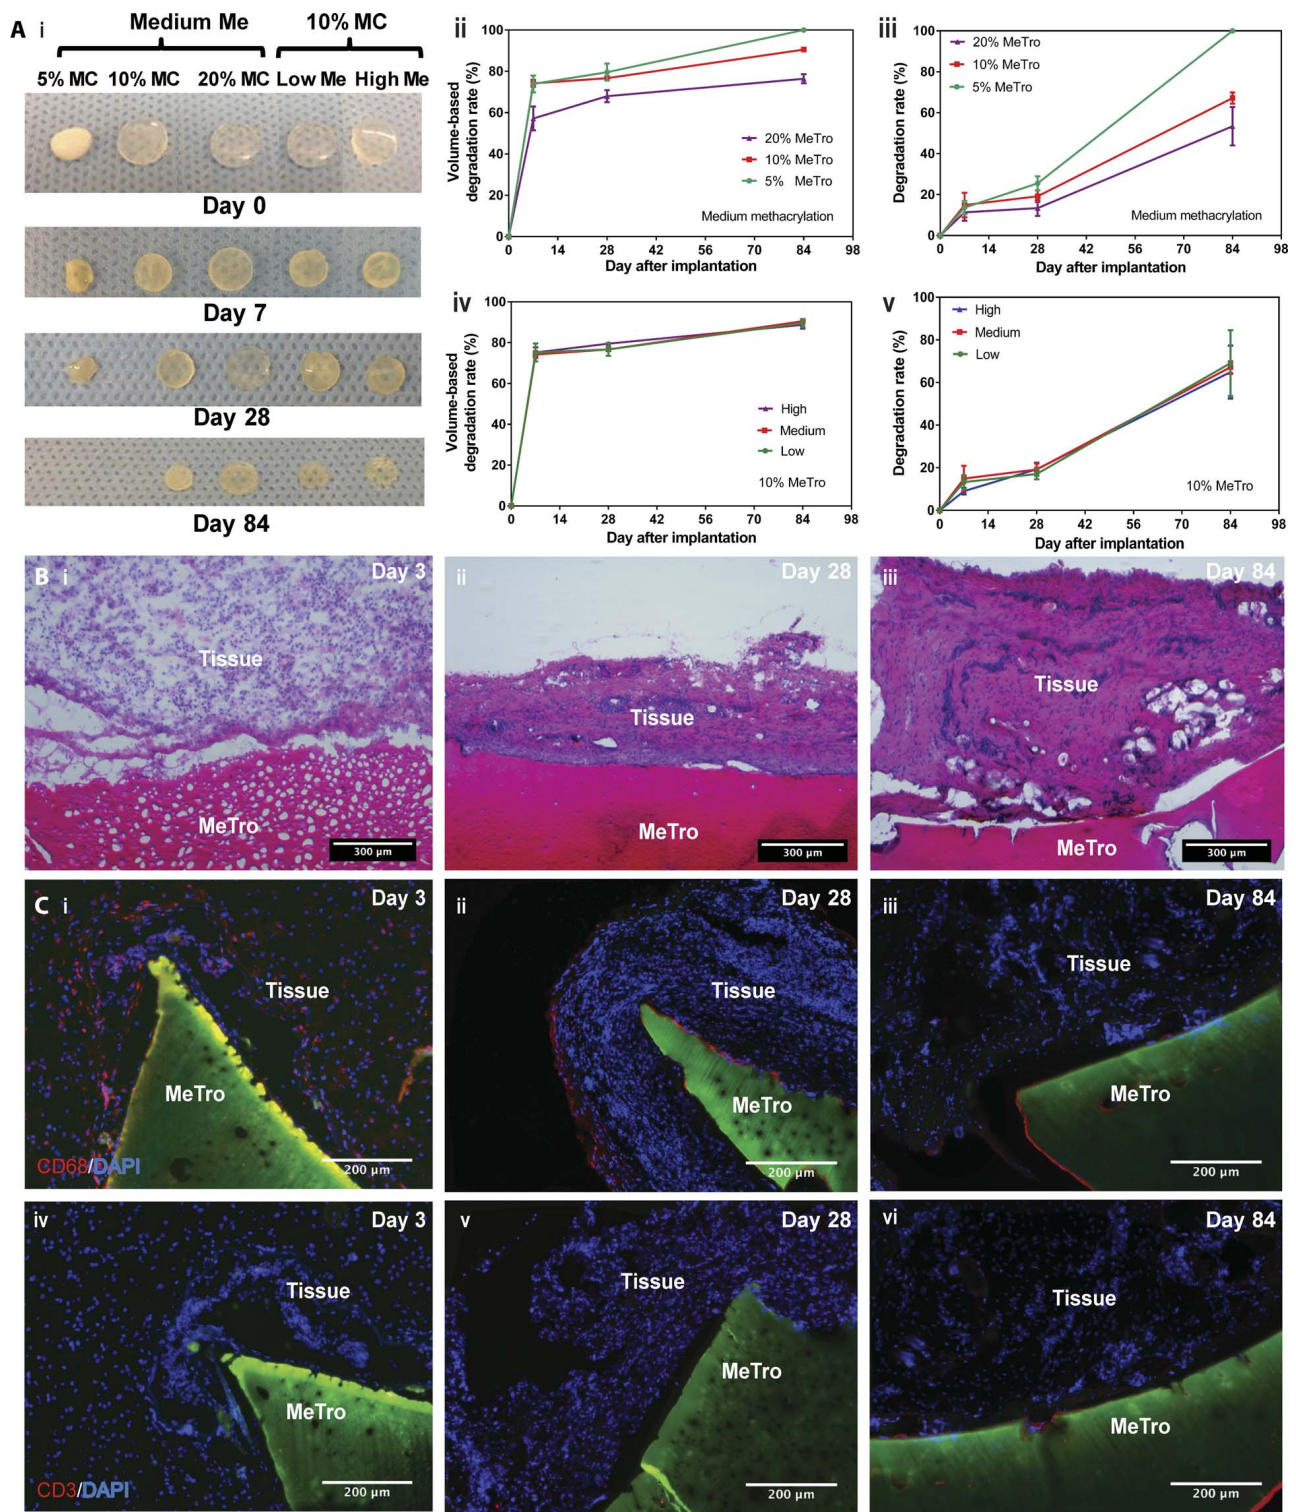 A i
Medium Me 10% MC
5% MC 10% MC 20% MC Low Me High Me
Day 0
Day 7
Day 28
Day 84
ii
Volume-based
degradation rate (%)
100
80
60
40
20
0
20% MeTro
10% MeTro
5% MeTro
Medium methacrylation
0 14 28 42 56 70 84 98
Day after implantation
iii
Degradation rate (%)
100
80
60
40
20
0
20% MeTro
10% MeTro
5% MeTro
Medium methacrylation
0 14 28 42 56 70 84 98
Day after implantation
iv
Volume-based
degradation rate (%)
100
80
60
40
20
0
High
Medium
Low
10% MeTro
0 14 28 42 56 70 84 98
Day after implantation
v
Degradation rate (%)
100
80
60
40
20
0
High
Medium
Low
10% MeTro
0 14 28 42 56 70 84 98
Day after implantation
B i Day 3
Tissue
MeTro
300 µm
ii Day 28
Tissue
MeTro
300 µm
iii Day 84
Tissue
MeTro
300 µm
C i Day 3
Tissue
MeTro
CD68/DAPI
200 µm
ii Day 28
Tissue
MeTro
200 µm
iii Day 84
Tissue
MeTro
200 µm
iv Day 3
Tissue
MeTro
CD3/DAPI
200 µm
v Day 28
Tissue
MeTro
200 µm
vi Day 84
Tissue
MeTro
200 µm